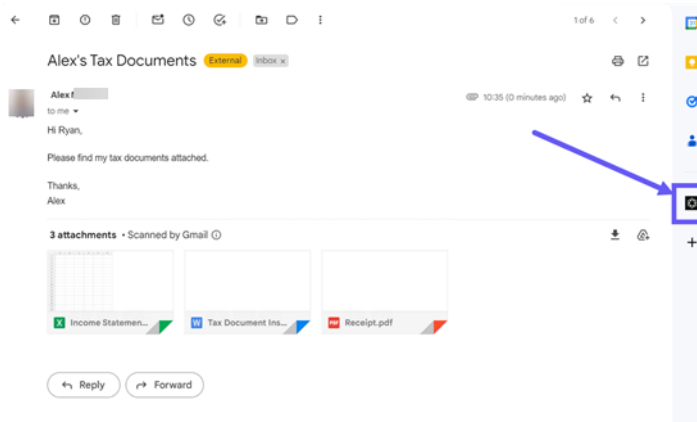 1 of 6
Alex's Tax Documents External Inbox x
Alex
10:35 (0 minutes ago)
to me
Hi Ryan,
Please find my tax documents attached.
Thanks,
Alex
3 attachments • Scanned by Gmail
X Income Statemen...
W Tax Document Ins...
PDF Receipt.pdf
Reply
Forward